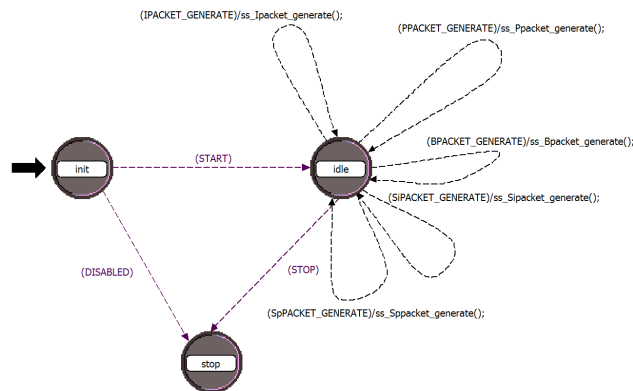 (IPACKET_GENERATE)/ss_Ipacket_generate();
(PPACKET_GENERATE)/ss_Ppacket_generate();
(BPACKET_GENERATE)/ss_Bpacket_generate();
init
(START)
idle
(SiPACKET_GENERATE)/ss_Sipacket_generate();
(DISABLED)
(STOP)
(SpPACKET_GENERATE)/ss_Sppacket_generate();
stop